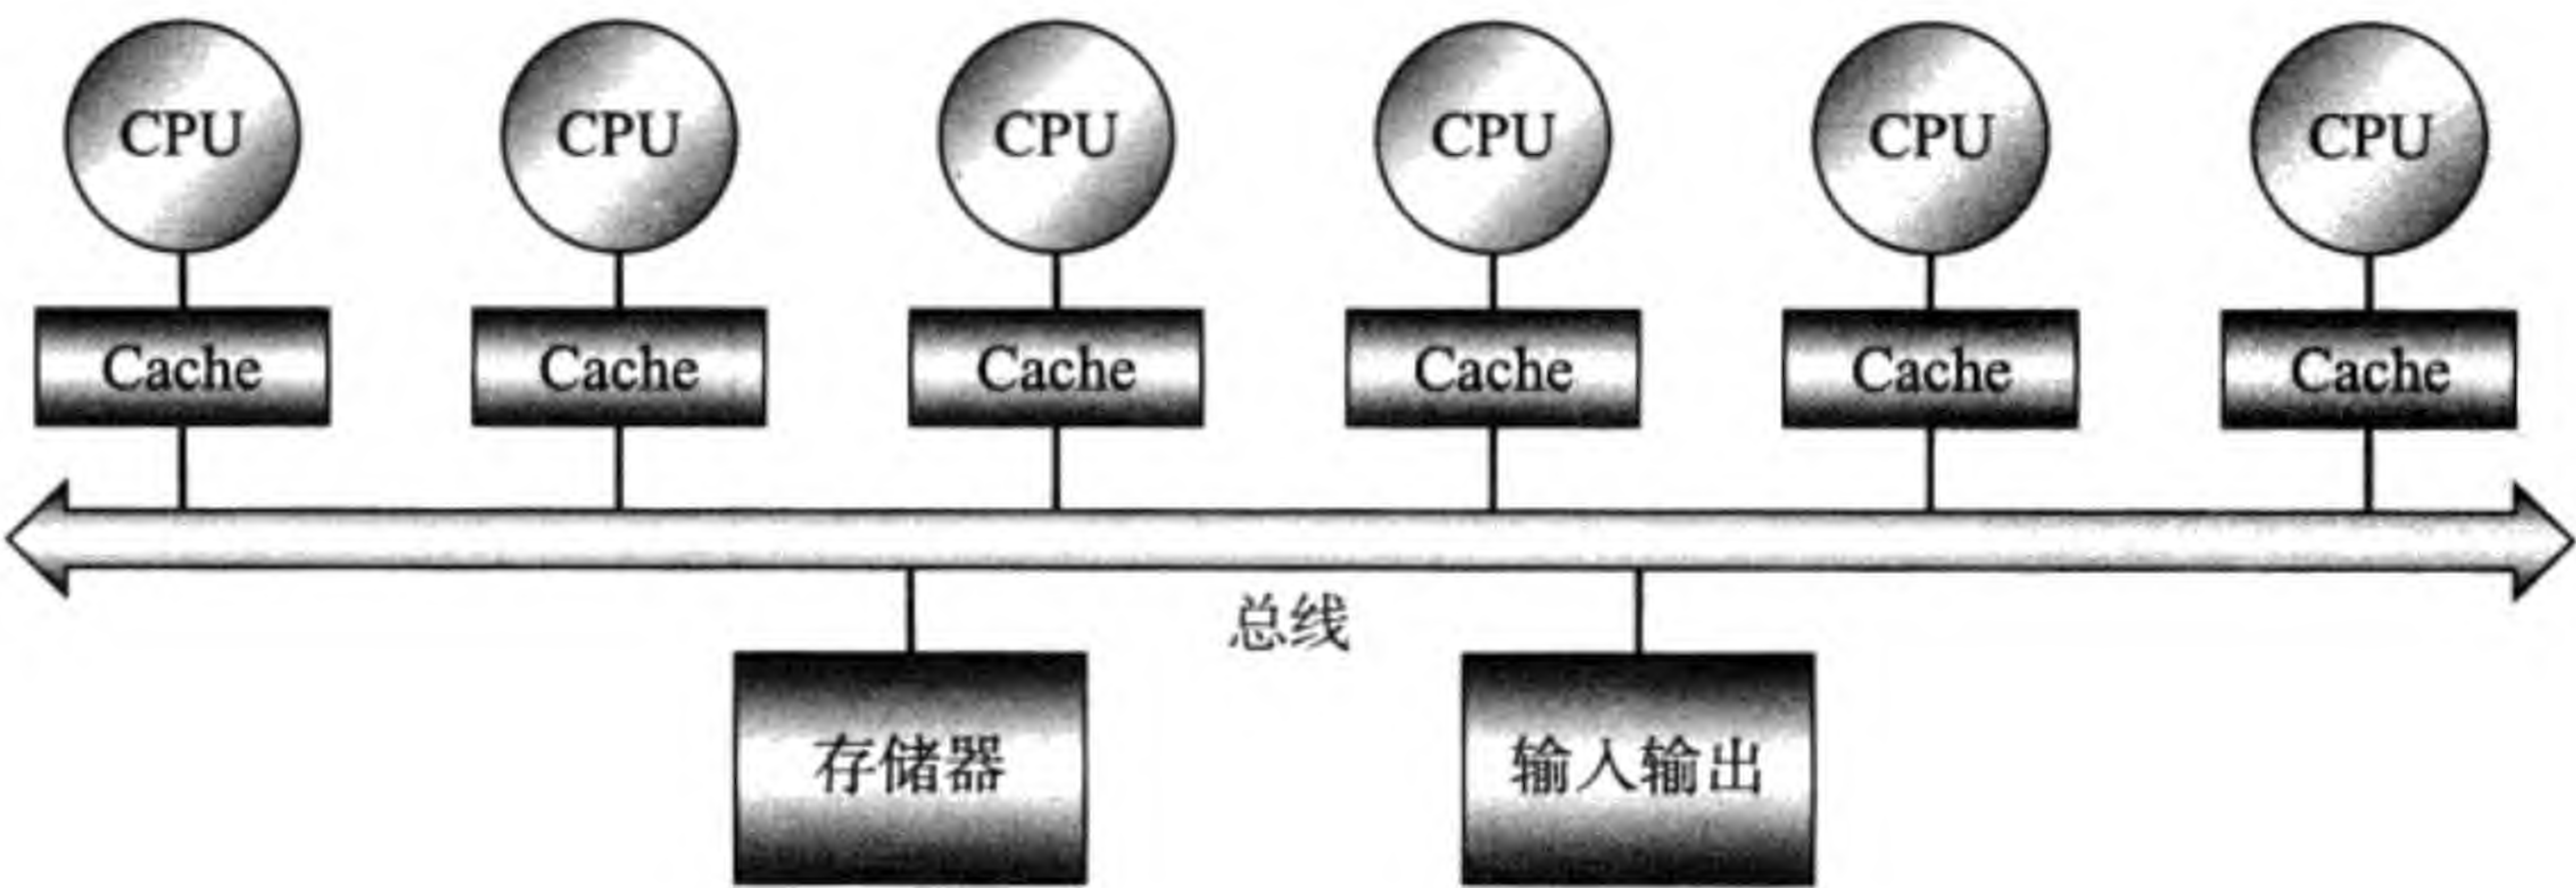 CPU CPU CPU CPU CPU CPU
Cache Cache Cache Cache Cache Cache
总线
存储器 输入输出